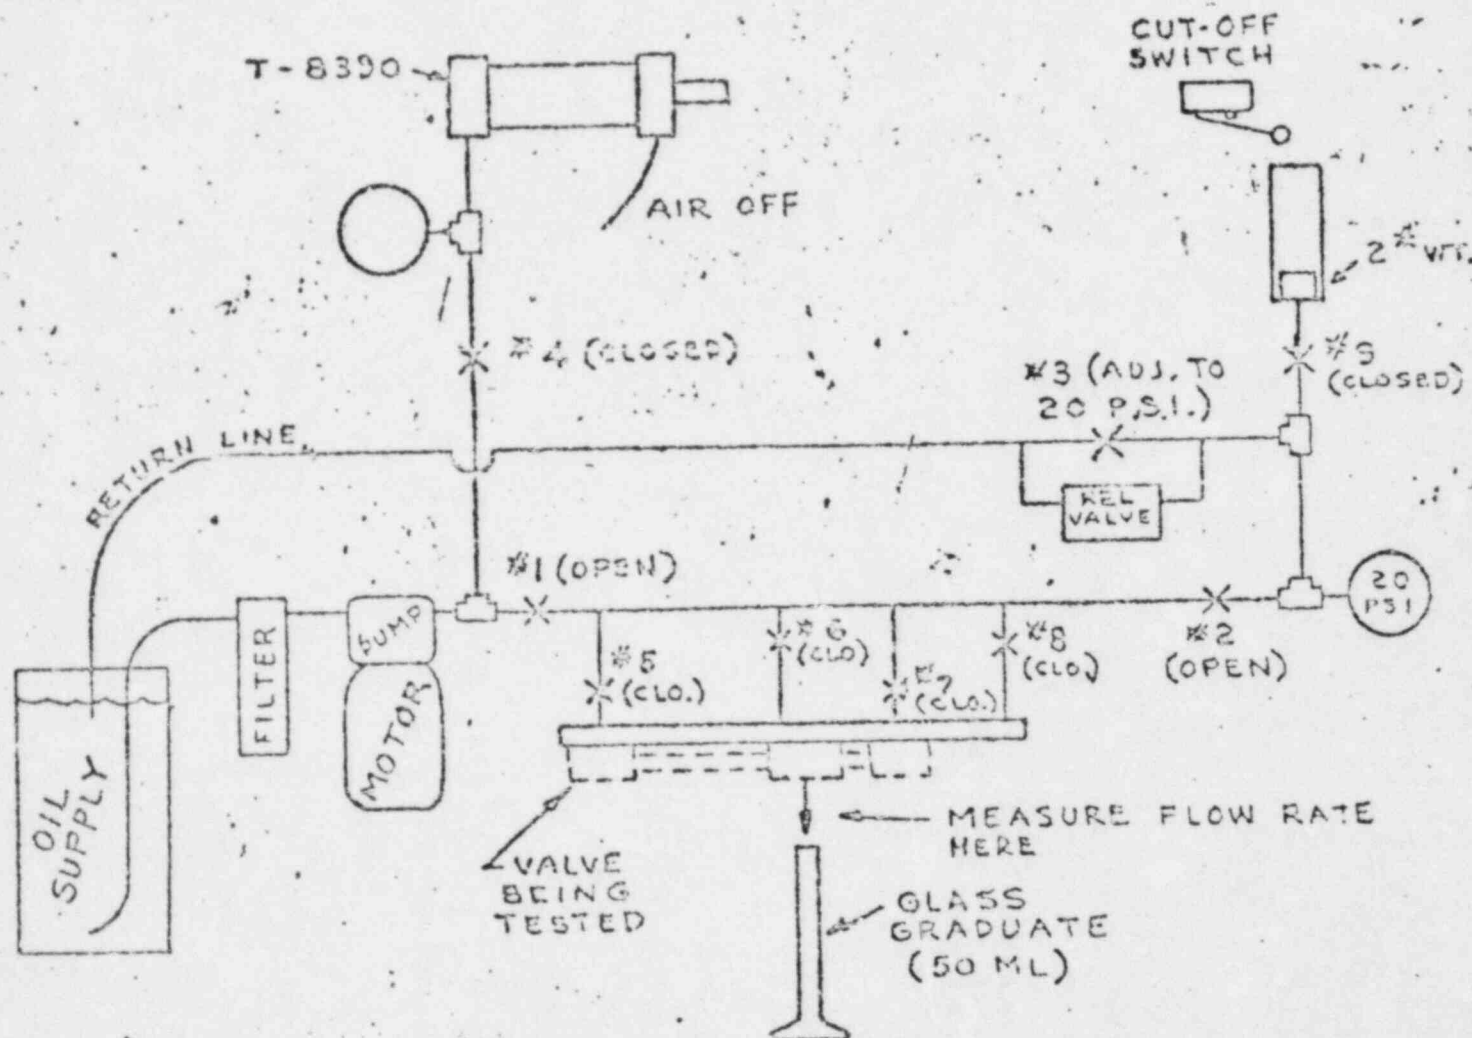 CUT-OFF
SWITCH
T-8390
AIR OFF
2 # WT.
#4 (CLOSED)
#3 (ADJ. TO
20 P.S.I.)
#9
(CLOSED)
RETURN LINE
REL
VALVE
#1 (OPEN)
20
PSI
PUMP
#6
(CLO)
#8
(CLO)
#2
(OPEN)
#5
(CLO.)
#7
(CLO.)
FILTER
MOTOR
OIL
SUPPLY
MEASURE FLOW RATE
HERE
VALVE
BEING
TESTED
GLASS
GRADUATE
(50 ML)